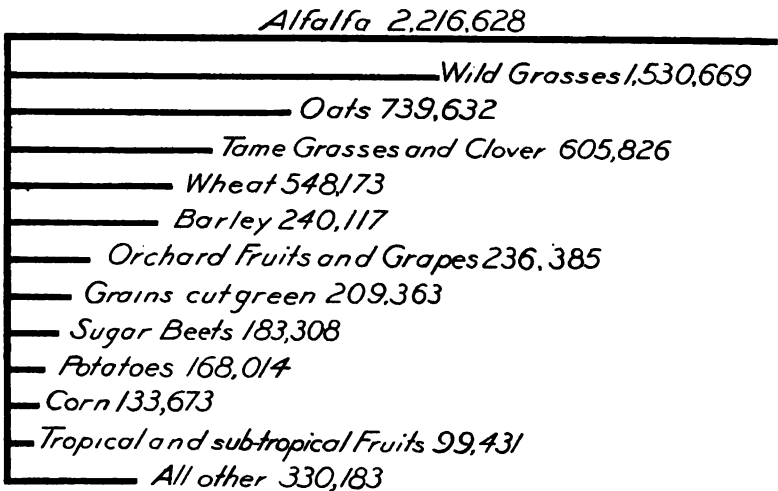 Alfalfa 2,216,628
Wild Grasses 1,530,669
Oats 739,632
Tame Grasses and Clover 605,826
Wheat 548,173
Barley 240,117
Orchard Fruits and Grapes 236,385
Grains cut green 209,363
Sugar Beets 183,308
Potatoes 168,014
Corn 133,673
Tropical and sub-tropical Fruits 99,431
All other 330,183